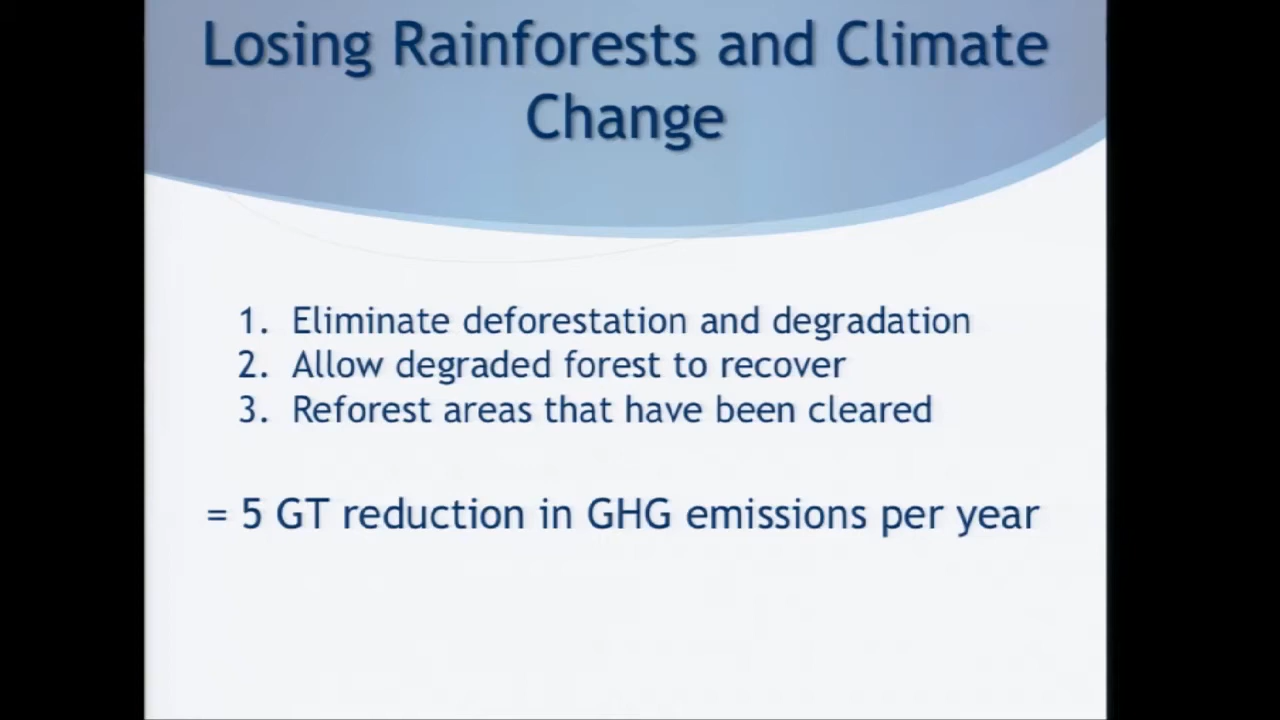 Losing Rainforests and Climate
Change
1. Eliminate deforestation and degradation
2. Allow degraded forest to recover
3. Reforest areas that have been cleared
= 5 GT reduction in GHG emissions per year